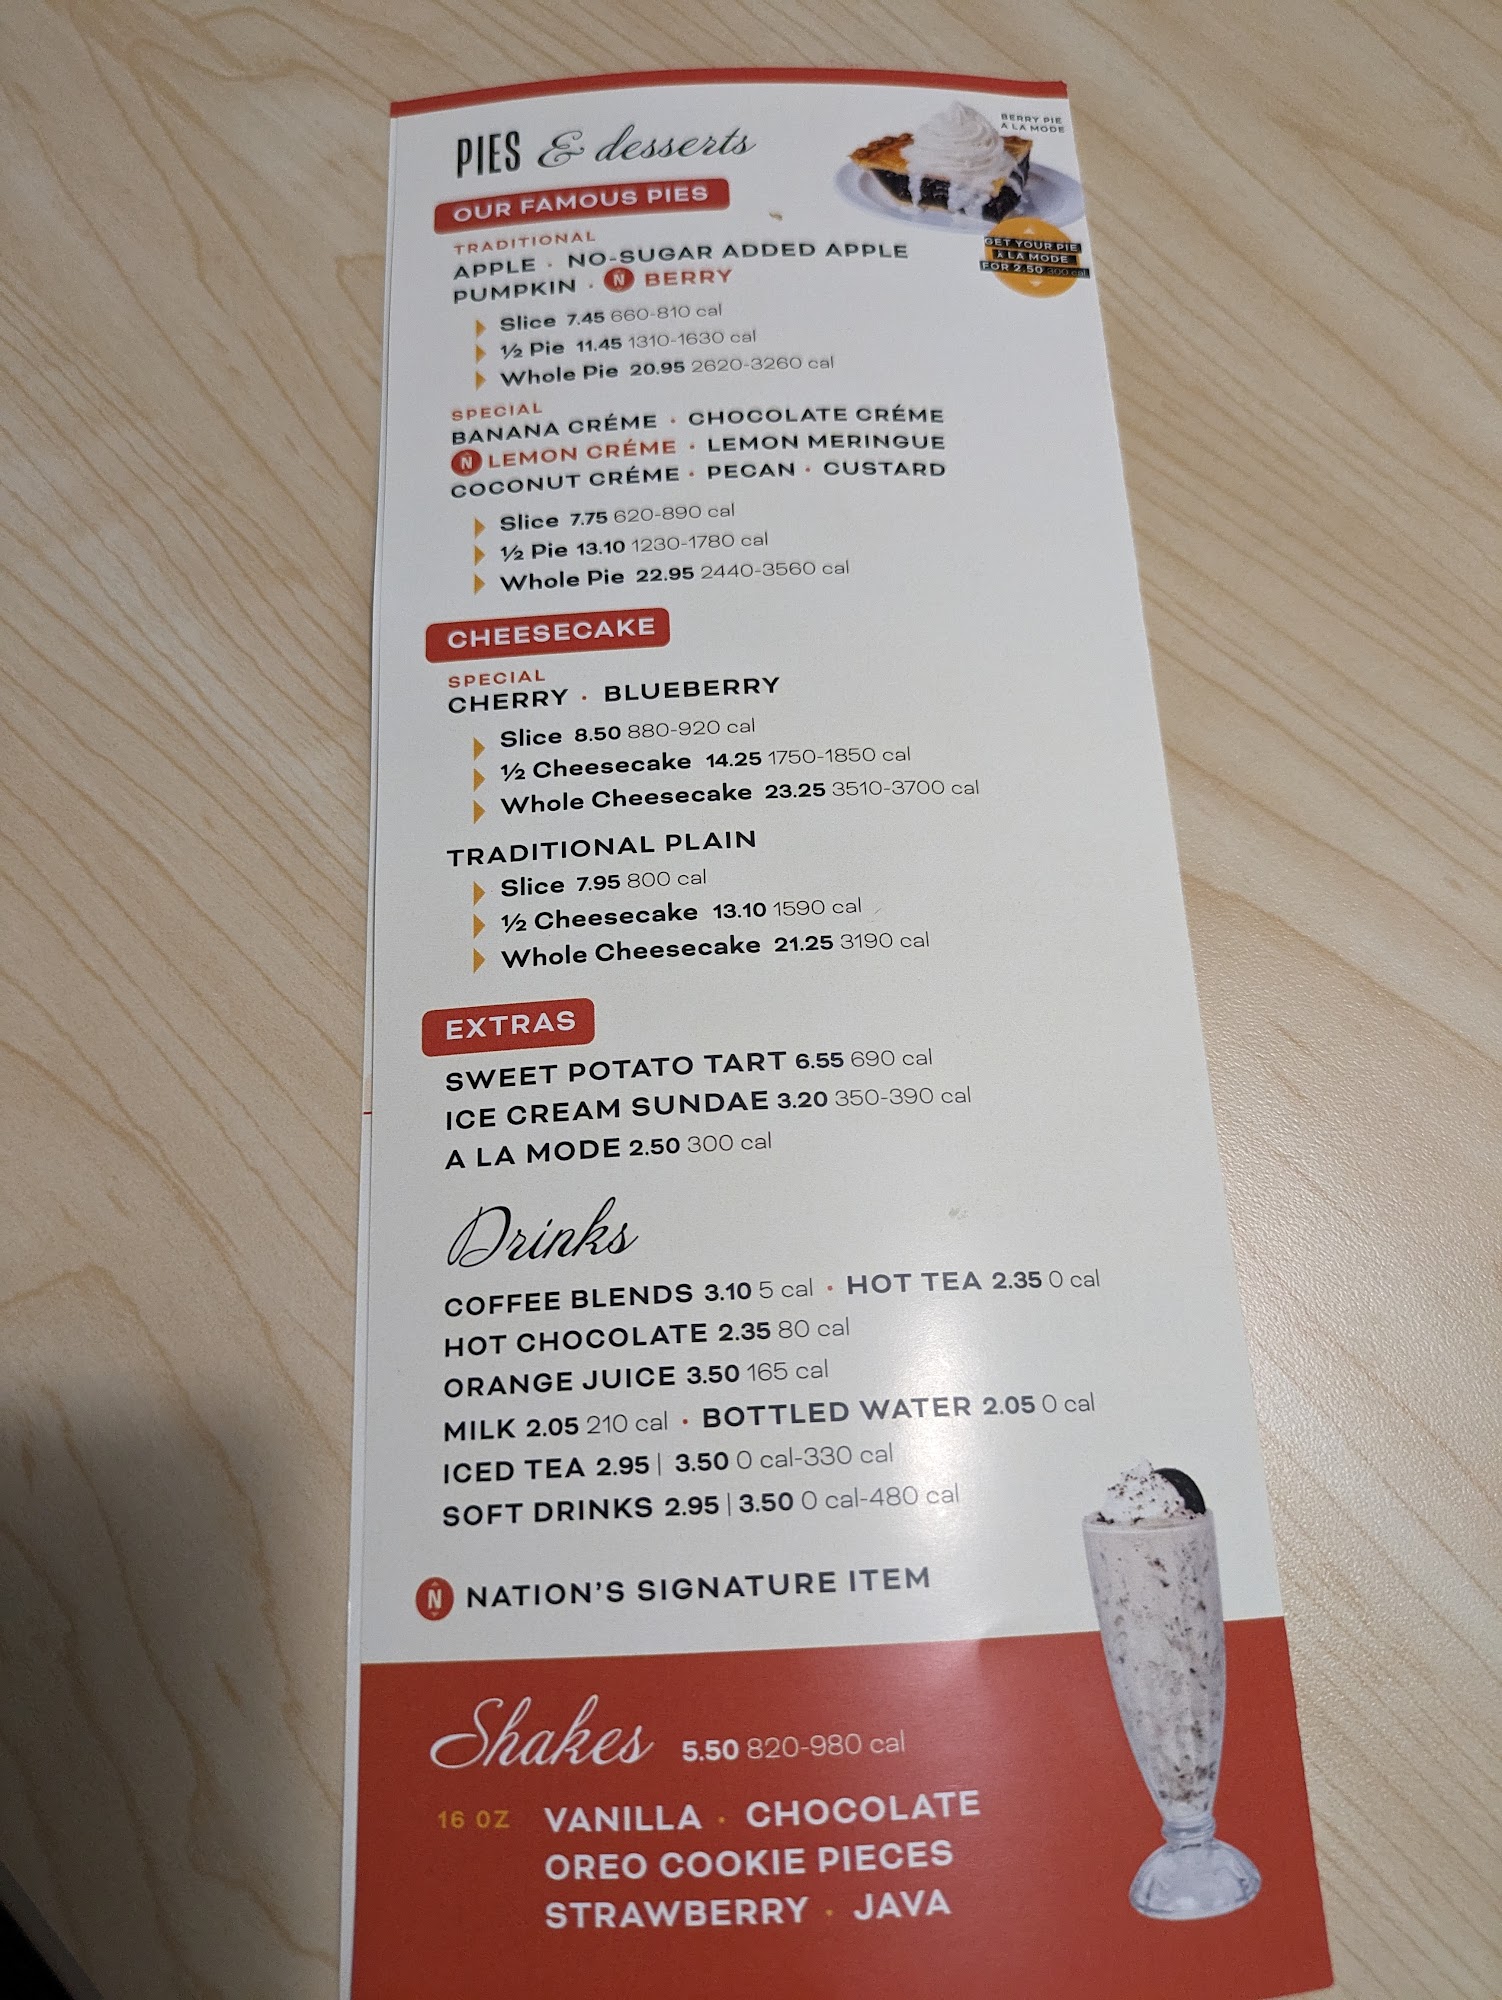 PIES & desserts
BERRY PIE
A LA MODE
OUR FAMOUS PIES
GET YOUR PIE
A LA MODE
FOR 2.50 300 cal
TRADITIONAL
APPLE · NO-SUGAR ADDED APPLE
PUMPKIN · N BERRY
Slice 7.45 660-810 cal
½ Pie 11.45 1310-1630 cal
Whole Pie 20.95 2620-3260 cal
SPECIAL
BANANA CRÉME · CHOCOLATE CRÉME
N LEMON CRÉME · LEMON MERINGUE
COCONUT CRÉME · PECAN · CUSTARD
Slice 7.75 620-890 cal
½ Pie 13.10 1230-1780 cal
Whole Pie 22.95 2440-3560 cal
CHEESECAKE
SPECIAL
CHERRY · BLUEBERRY
Slice 8.50 880-920 cal
½ Cheesecake 14.25 1750-1850 cal
Whole Cheesecake 23.25 3510-3700 cal
TRADITIONAL PLAIN
Slice 7.95 800 cal
½ Cheesecake 13.10 1590 cal
Whole Cheesecake 21.25 3190 cal
EXTRAS
SWEET POTATO TART 6.55 690 cal
ICE CREAM SUNDAE 3.20 350-390 cal
A LA MODE 2.50 300 cal
Drinks
COFFEE BLENDS 3.10 5 cal · HOT TEA 2.35 0 cal
HOT CHOCOLATE 2.35 80 cal
ORANGE JUICE 3.50 165 cal
MILK 2.05 210 cal · BOTTLED WATER 2.05 0 cal
ICED TEA 2.95 | 3.50 0 cal-330 cal
SOFT DRINKS 2.95 | 3.50 0 cal-480 cal
N NATION'S SIGNATURE ITEM
Shakes 5.50 820-980 cal
16 OZ VANILLA · CHOCOLATE
OREO COOKIE PIECES
STRAWBERRY · JAVA